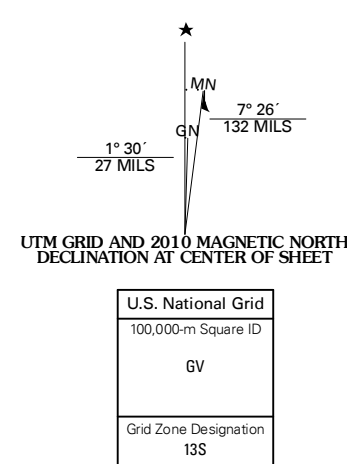 ★
MN
7° 26´
132 MILS
GN
1° 30´
27 MILS
UTM GRID AND 2010 MAGNETIC NORTH
DECLINATION AT CENTER OF SHEET
U.S. National Grid
100,000-m Square ID
GV
Grid Zone Designation
13S